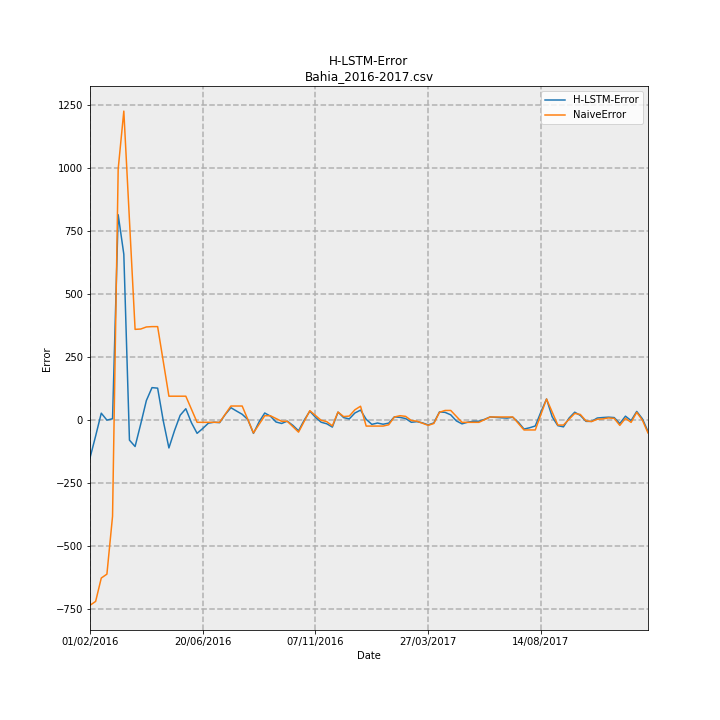 H-LSTM-Error
Bahia_2016-2017.csv
H-LSTM-Error
NaiveError
1250
1000
750
500
250
0
−250
−500
−750
Error
01/02/2016 20/06/2016 07/11/2016 27/03/2017 14/08/2017
Date